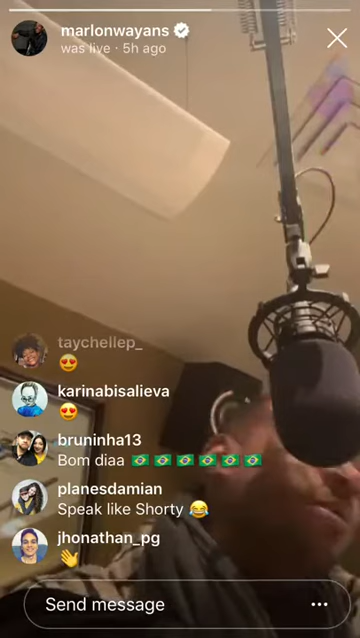 marlonwayans
was live · 5h ago
taychellep_
😍
karinabisalieva
😍
bruninha13
Bom diaa 🇧🇷 🇧🇷 🇧🇷 🇧🇷 🇧🇷 🇧🇷
planesdamian
Speak like Shorty 😂
jhonathan_pg
👋
Send message